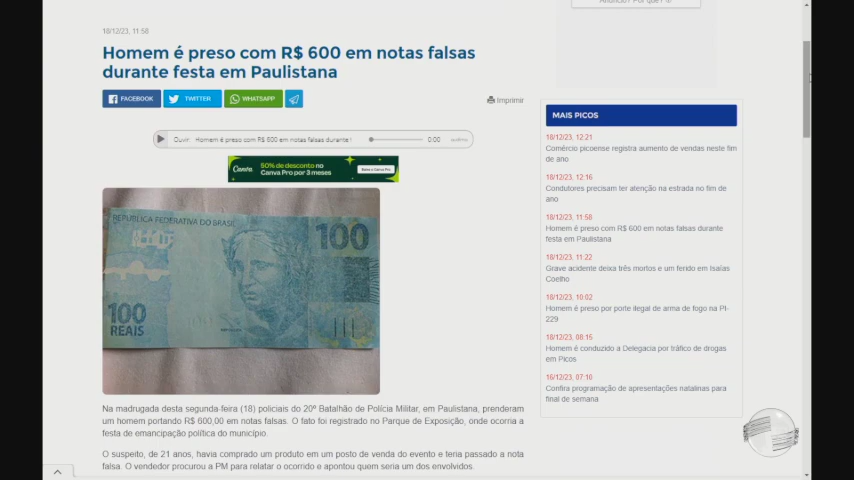 18/12/23, 11:58
Homem é preso com R$ 600 em notas falsas
durante festa em Paulistana
FACEBOOK
TWITTER
WHATSAPP
Imprimir
Ouvir: Homem é preso com R$ 600 em notas falsas durante
0:00
Canva
50% de desconto no
Canva Pro por 3 meses
REPÚBLICA FEDERATIVA DO BRASIL
100
100
REAIS
Na madrugada desta segunda-feira (18) policiais do 20º Batalhão de Polícia Militar, em Paulistana, prenderam
um homem portando R$ 600,00 em notas falsas. O fato foi registrado no Parque de Exposição, onde ocorria a
festa de emancipação política do município.
O suspeito, de 21 anos, havia comprado um produto em um posto de venda do evento e teria passado a nota
falsa. O vendedor procurou a PM para relatar o ocorrido e apontou quem seria um dos envolvidos.
MAIS PICOS
18/12/23, 12:21
Comércio picoense registra aumento de vendas neste fim
de ano
18/12/23, 12:16
Condutores precisam ter atenção na estrada no fim de
ano
18/12/23, 11:58
Homem é preso com R$ 600 em notas falsas durante
festa em Paulistana
18/12/23, 11:22
Grave acidente deixa três mortos e um ferido em Isaías
Coelho
18/12/23, 10:02
Homem é preso por porte ilegal de arma de fogo na PI-
229
18/12/23, 08:15
Homem é conduzido a Delegacia por tráfico de drogas
em Picos
16/12/23, 07:10
Confira programação de apresentações natalinas para
final de semana